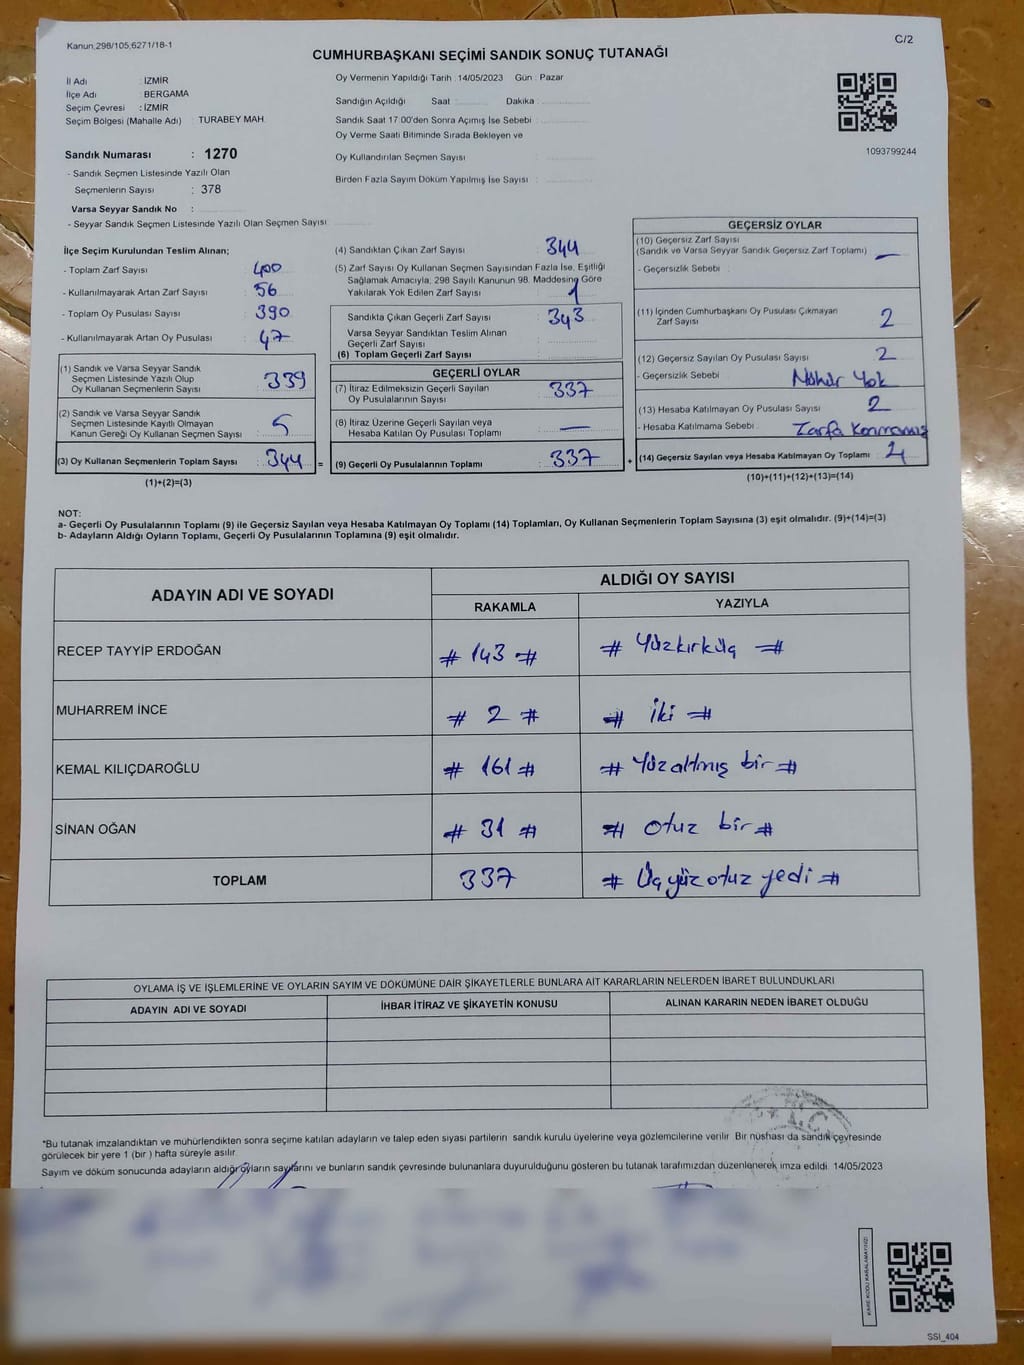 Kanun,298/105,6271/18-1
C/2
CUMHURBAŞKANI SEÇİMİ SANDIK SONUÇ TUTANAĞI
İl Adı : İZMİR
İlçe Adı : BERGAMA
Seçim Çevresi : İZMİR
Seçim Bölgesi (Mahalle Adı) : TURABEY MAH.
Sandık Numarası : 1270
- Sandık Seçmen Listesinde Yazılı Olan
Seçmenlerin Sayısı : 378
Varsa Seyyar Sandık No :
- Seyyar Sandık Seçmen Listesinde Yazılı Olan Seçmen Sayısı
Oy Vermenin Yapıldığı Tarih : 14/05/2023 Gün : Pazar
Sandığın Açıldığı Saat : Dakika :
Sandık Saat 17:00'den Sonra Açımış İse Sebebi :
Oy Verme Saati Bitiminde Sırada Bekleyen ve
Oy Kullandırılan Seçmen Sayısı :
Birden Fazla Sayım Döküm Yapılmış İse Sayısı :
1093799244
İlçe Seçim Kurulundan Teslim Alınan;
- Toplam Zarf Sayısı : 400
- Kullanılmayarak Artan Zarf Sayısı : 56
- Toplam Oy Pusulası Sayısı : 390
- Kullanılmayarak Artan Oy Pusulası : 47
(1) Sandık ve Varsa Seyyar Sandık
Seçmen Listesinde Yazılı Olup
Oy Kullanan Seçmenlerin Sayısı : 339
(2) Sandık ve Varsa Seyyar Sandık
Seçmen Listesinde Kayıtlı Olmayan
Kanun Gereği Oy Kullanan Seçmen Sayısı : 5
(3) Oy Kullanan Seçmenlerin Toplam Sayısı : 344 =
(1)+(2)=(3)
(4) Sandıktan Çıkan Zarf Sayısı : 344
(5) Zarf Sayısı Oy Kullanan Seçmen Sayısından Fazla İse, Eşitliği
Sağlamak Amacıyla; 298 Sayılı Kanunun 98. Maddesine Göre
Yakılarak Yok Edilen Zarf Sayısı : 1
Sandıkta Çıkan Geçerli Zarf Sayısı : 343
Varsa Seyyar Sandıktan Teslim Alınan
Geçerli Zarf Sayısı :
(6) Toplam Geçerli Zarf Sayısı :
GEÇERLİ OYLAR
(7) İtiraz Edilmeksizin Geçerli Sayılan
Oy Pusulalarının Sayısı : 337
(8) İtiraz Üzerine Geçerli Sayılan veya
Hesaba Katılan Oy Pusulası Toplamı : —
(9) Geçerli Oy Pusulalarının Toplamı : 337 +
GEÇERSİZ OYLAR
(10) Geçersiz Zarf Sayısı
(Sandık ve Varsa Seyyar Sandık Geçersiz Zarf Toplamı) : —
- Geçersizlik Sebebi :
(11) İçinden Cumhurbaşkanı Oy Pusulası Çıkmayan
Zarf Sayısı : 2
(12) Geçersiz Sayılan Oy Pusulası Sayısı : 2
- Geçersizlik Sebebi : Mühür Yok
(13) Hesaba Katılmayan Oy Pusulası Sayısı : 2
- Hesaba Katılmama Sebebi : Zarfa Konmamış
(14) Geçersiz Sayılan veya Hesaba Katılmayan Oy Toplamı :
(10)+(11)+(12)+(13)=(14)
NOT:
a- Geçerli Oy Pusulalarının Toplamı (9) ile Geçersiz Sayılan veya Hesaba Katılmayan Oy Toplamı (14) Toplamları, Oy Kullanan Seçmenlerin Toplam Sayısına (3) eşit olmalıdır. (9)+(14)=(3)
b- Adayların Aldığı Oyların Toplamı, Geçerli Oy Pusulalarının Toplamına (9) eşit olmalıdır.
ADAYIN ADI VE SOYADI ALDIĞI OY SAYISI
RAKAMLA YAZIYLA
RECEP TAYYİP ERDOĞAN # 143 # # Yüzkırküç #
MUHARREM İNCE # 2 # # İki #
KEMAL KILIÇDAROĞLU # 161 # # Yüzaltmış bir #
SİNAN OĞAN # 31 # # otuz bir #
TOPLAM 337 # Üçyüzotuz yedi #
OYLAMA İŞ VE İŞLEMLERİNE VE OYLARIN SAYIM VE DÖKÜMÜNE DAİR ŞİKAYETLERLE BUNLARA AİT KARARLARIN NELERDEN İBARET BULUNDUKLARI
ADAYIN ADI VE SOYADI İHBAR İTİRAZ VE ŞİKAYETİN KONUSU ALINAN KARARIN NEDEN İBARET OLDUĞU
T.C.
*Bu tutanak imzalandıktan ve mühürlendikten sonra seçime katılan adayların ve talep eden siyasi partilerin sandık kurulu üyelerine veya gözlemcilerine verilir. Bir nüshası da sandık çevresinde
görülecek bir yere 1 (bir ) hafta süreyle asılır.
Sayım ve döküm sonucunda adayların aldığı oyların sayılarını ve bunların sandık çevresinde bulunanlara duyurulduğunu gösteren bu tutanak tarafımızdan düzenlenerek imza edildi. 14/05/2023
KARE KODU KARALAMAYINIZ!
SSİ_404